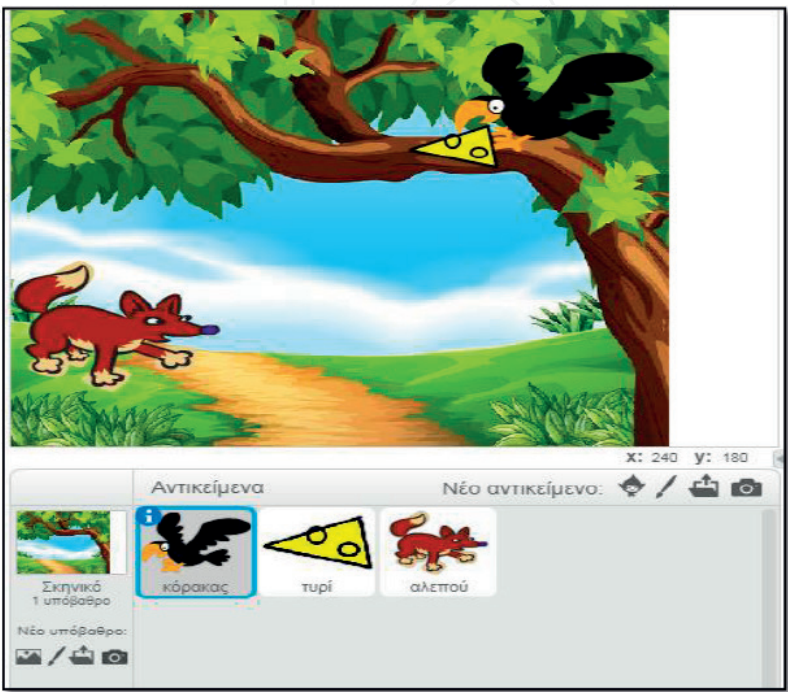 x: 240 y: 180
Αντικείμενα Νέο αντικείμενο:
κόρακας τυρί αλεπού
Σκηνικό
1 υπόβαθρο
Νέο υπόβαθρο: